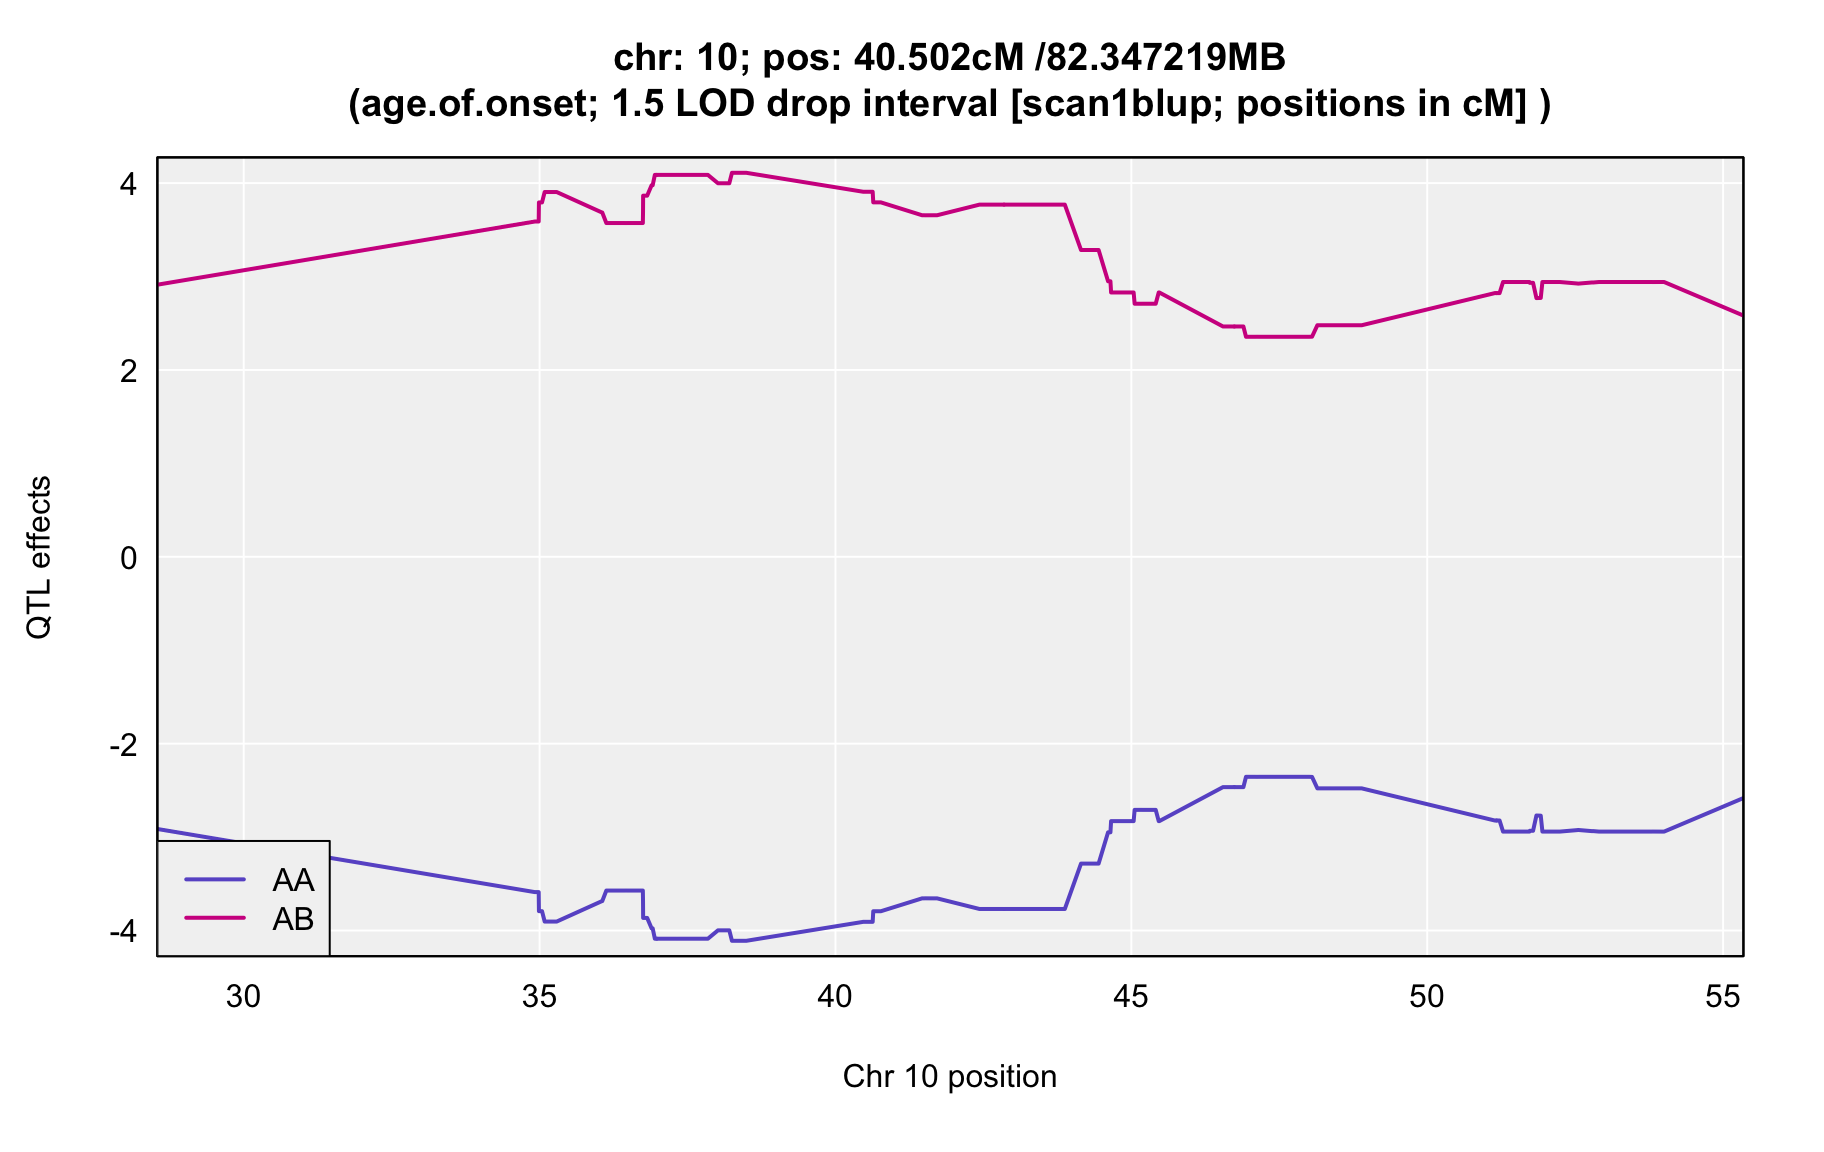 chr: 10; pos: 40.502cM /82.347219MB
(age.of.onset; 1.5 LOD drop interval [scan1blup; positions in cM] )
4
2
0
-2
-4
QTL effects
AA
AB
30 35 40 45 50 55
Chr 10 position